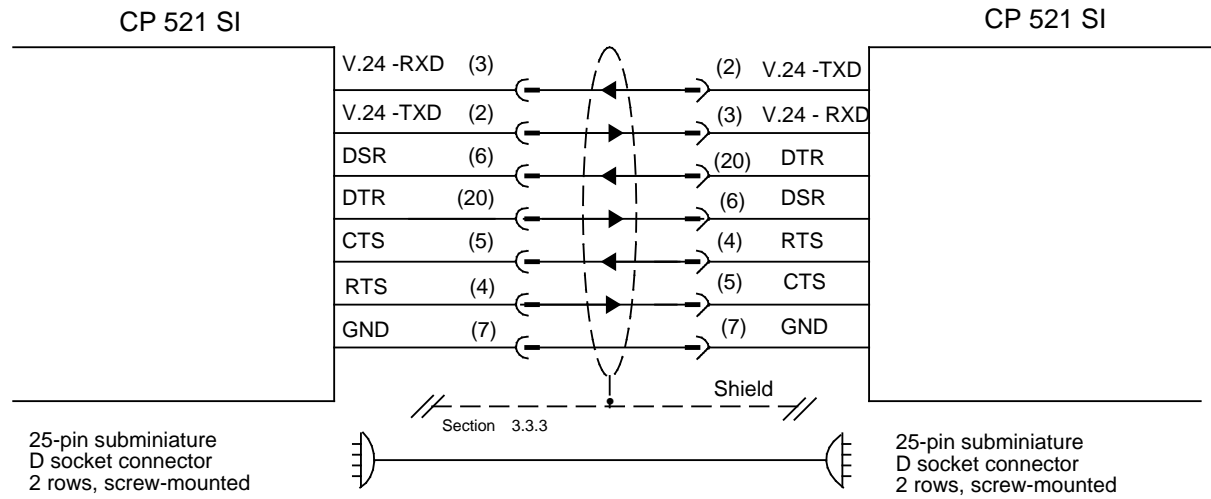 CP 521 SI
CP 521 SI
V.24 -RXD (3)
(2) V.24 -TXD
V.24 -TXD (2)
(3) V.24 - RXD
DSR (6)
(20) DTR
DTR (20)
(6) DSR
CTS (5)
(4) RTS
RTS (4)
(5) CTS
GND (7)
(7) GND
Shield
Section 3.3.3
25-pin subminiature
D socket connector
2 rows, screw-mounted
25-pin subminiature
D socket connector
2 rows, screw-mounted